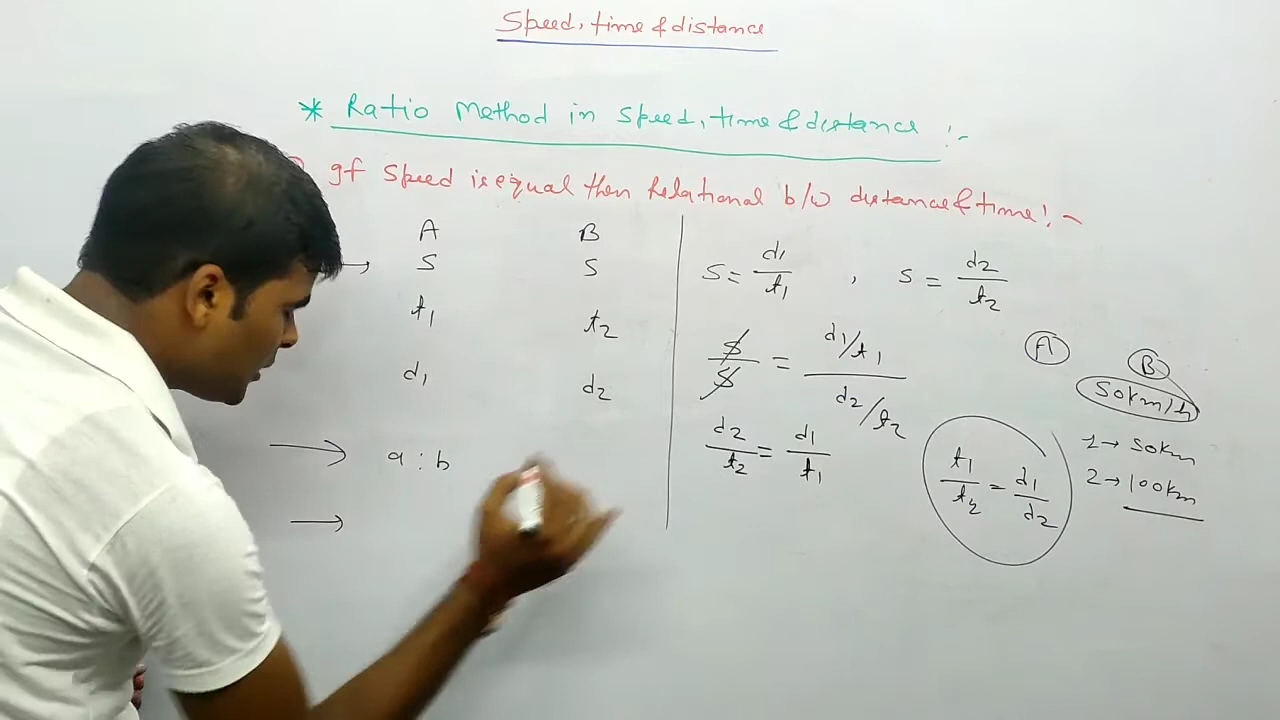 Speed, time & distance
* Ratio Method in Speed, time & distance :-
gf Speed is equal then Relational b/w distance & time :-
A B
→ S S
t1 t2
d1 d2
→ a : b
→
S = d1/t1 , S = d2/t2
S/S = d1/t1 / d2/t2
d2/t2 = d1/t1
t1/t2 = d1/d2
A B
50km/h
1 → 50km
2 → 100km